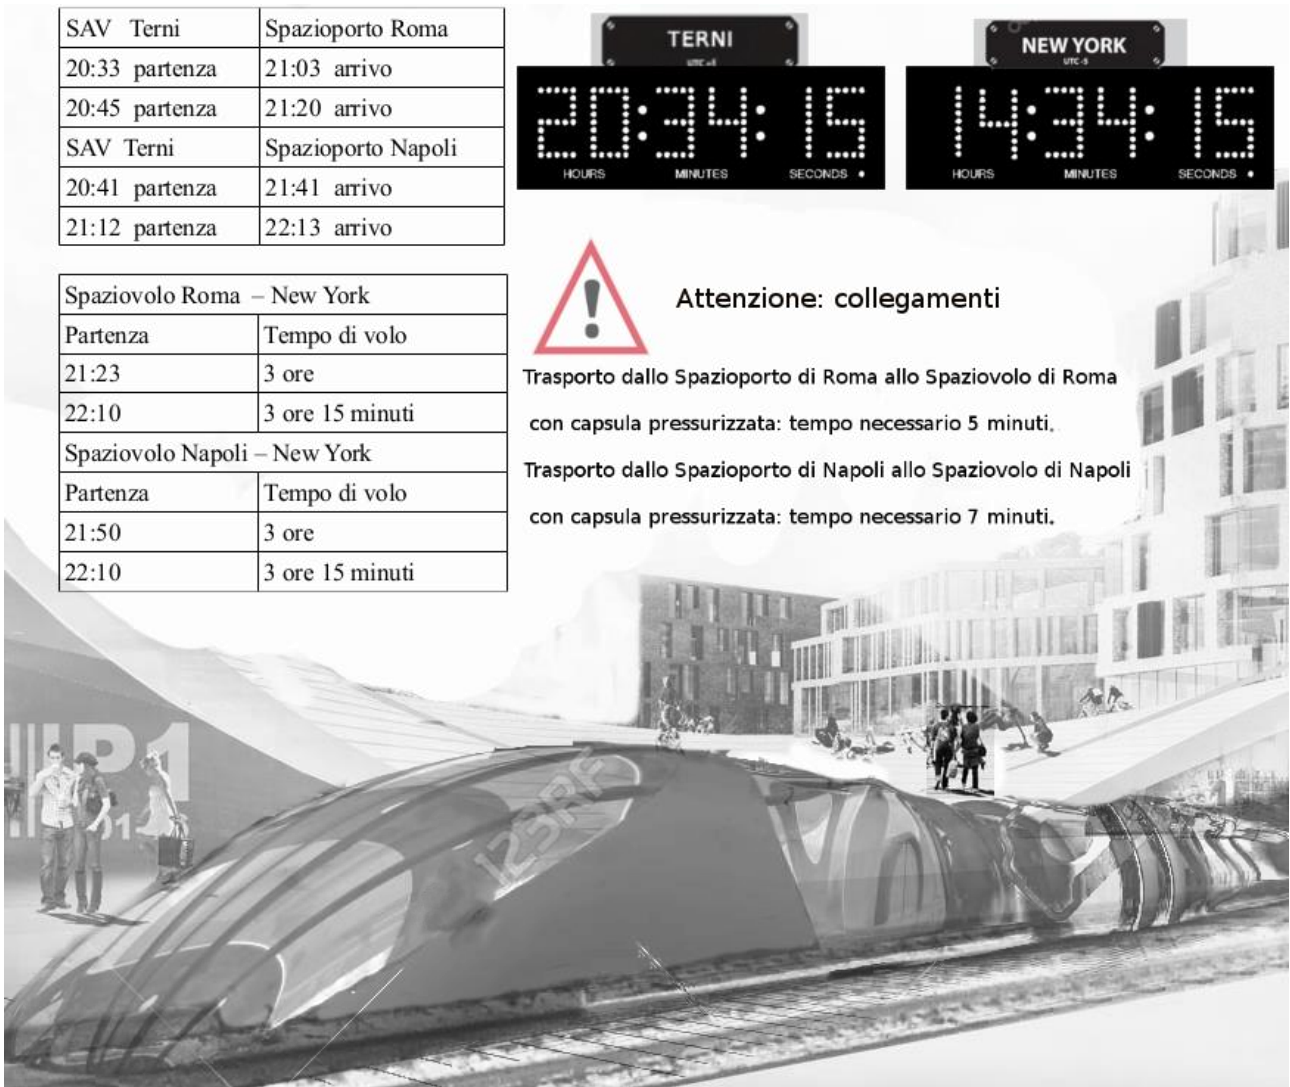 SAV Terni Spazioporto Roma
20:33 partenza 21:03 arrivo
20:45 partenza 21:20 arrivo
SAV Terni Spazioporto Napoli
20:41 partenza 21:41 arrivo
21:12 partenza 22:13 arrivo
TERNI
20:34:15
HOURS MINUTES SECONDS
NEW YORK
UTC -5
14:34:15
HOURS MINUTES SECONDS
Spaziovolo Roma – New York
Partenza Tempo di volo
21:23 3 ore
22:10 3 ore 15 minuti
Spaziovolo Napoli – New York
Partenza Tempo di volo
21:50 3 ore
22:10 3 ore 15 minuti
Attenzione: collegamenti
Trasporto dallo Spazioporto di Roma allo Spaziovolo di Roma
con capsula pressurizzata: tempo necessario 5 minuti.
Trasporto dallo Spazioporto di Napoli allo Spaziovolo di Napoli
con capsula pressurizzata: tempo necessario 7 minuti.
123RF